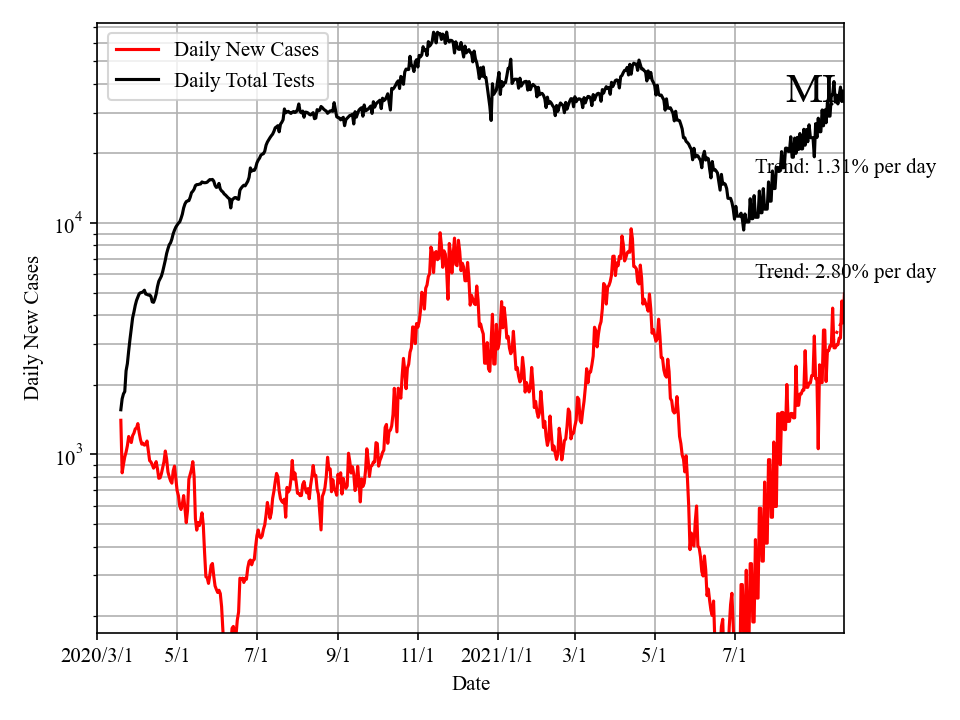 Daily New Cases
Daily Total Tests
MI
Trend: 1.31% per day
Trend: 2.80% per day
10^4
10^3
Daily New Cases
2020/3/1 5/1 7/1 9/1 11/1 2021/1/1 3/1 5/1 7/1
Date